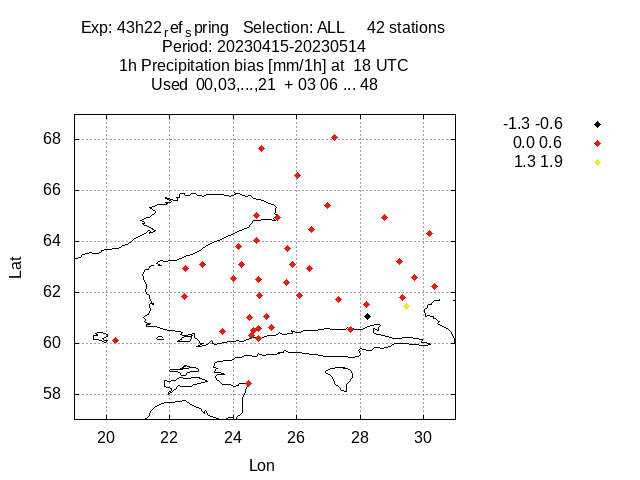 Exp: 43h22refspring   Selection: ALL     42 stations
Period: 20230415-20230514
1h Precipitation bias [mm/1h] at  18 UTC
Used  00,03,...,21  + 03 06 ... 48
-1.3 -0.6
0.0 0.6
1.3 1.9
68
66
64
62
60
58
Lat
20 22 24 26 28 30
Lon